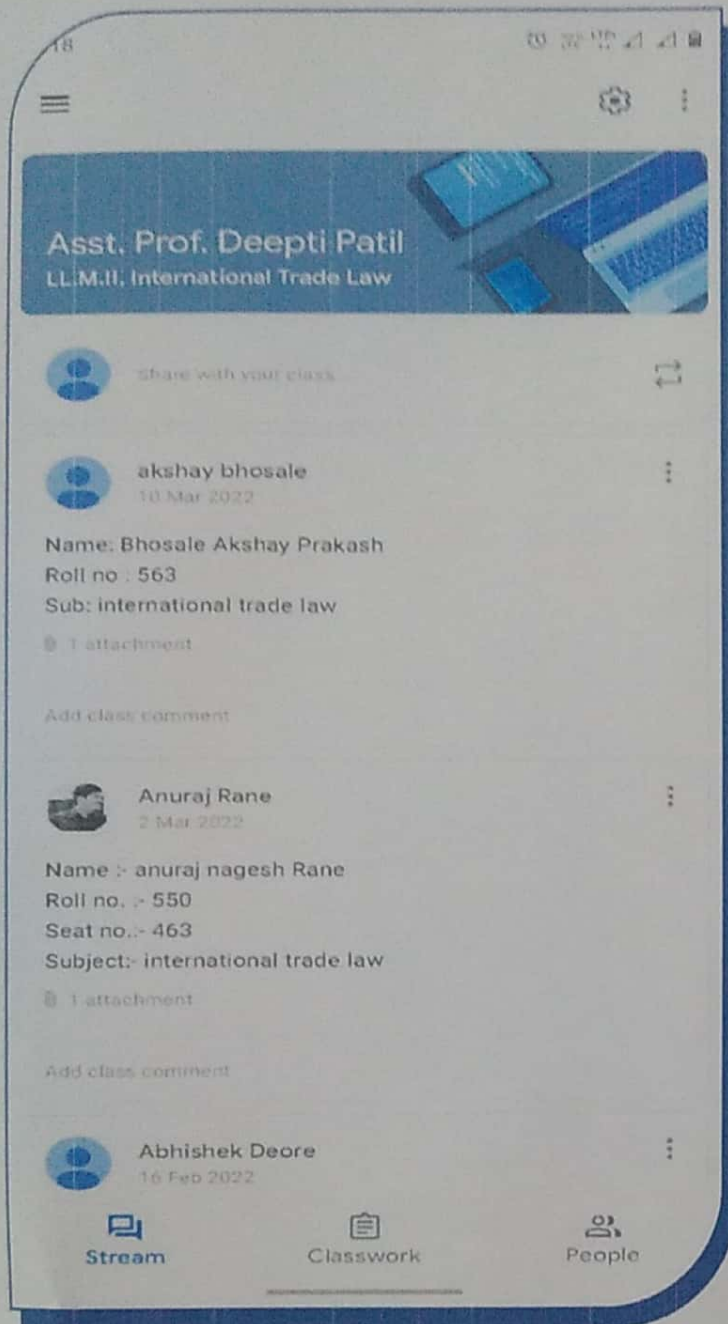 18
Asst. Prof. Deepti Patil
LL.M.II. International Trade Law
Share with your class
akshay bhosale
10 Mar 2022
Name: Bhosale Akshay Prakash
Roll no : 563
Sub: international trade law
1 attachment
Add class comment
Anuraj Rane
2 Mar 2022
Name :- anuraj nagesh Rane
Roll no. :- 550
Seat no.:- 463
Subject:- international trade law
1 attachment
Add class comment
Abhishek Deore
16 Feb 2022
Stream
Classwork
People